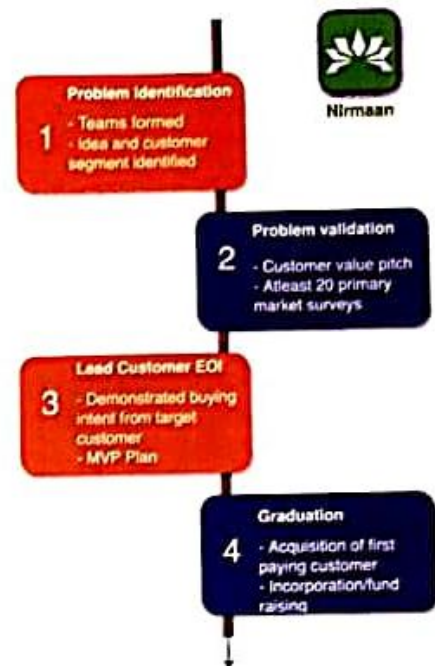 Nirmaan
1
Problem Identification
- Teams formed
- Idea and customer
segment identified
2
Problem validation
- Customer value pitch
- Atleast 20 primary
market surveys
3
Lead Customer EOI
- Demonstrated buying
intent from target
customer
- MVP Plan
4
Graduation
- Acquisition of first
paying customer
- Incorporation/fund
raising